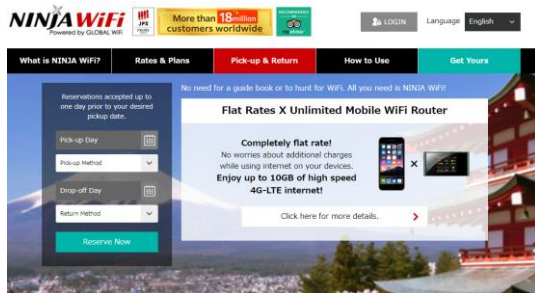 NINJA WiFi
Powered by GLOBAL WiFi
More than 18million
customers worldwide
LOGIN
Language
English
What is NINJA WiFi?
Rates & Plans
Pick-up & Return
How to Use
Get Yours
No need for a guide book or to hunt for WiFi. All you need is NINJA WiFi!
Reservations accepted up to
one day prior to your desired
pickup date.
Pick-up Day
Pick-up Method
Drop-off Day
Return Method
Reserve Now
Flat Rates X Unlimited Mobile WiFi Router
Completely flat rate!
No worries about additional charges
while using internet on your devices.
Enjoy up to 10GB of high speed
4G-LTE internet!
×
Click here for more details.